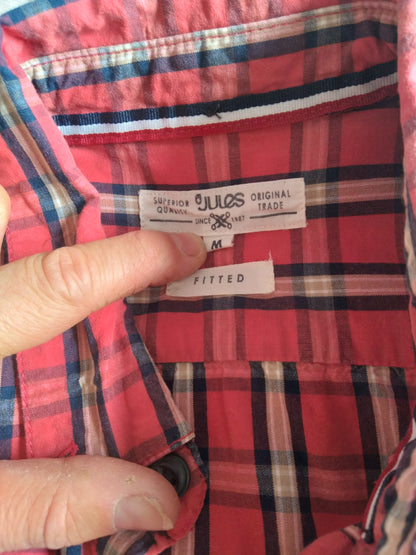 SUPERIOR QUALITY JULES ORIGINAL TRADE
SINCE 1987
M
FITTED